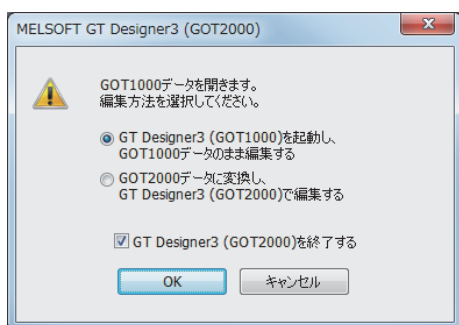 MELSOFT GT Designer3 (GOT2000)
GOT1000データを開きます。
編集方法を選択してください。
GT Designer3 (GOT1000)を起動し、
GOT1000データのまま編集する
GOT2000データに変換し、
GT Designer3 (GOT2000)で編集する
GT Designer3 (GOT2000)を終了する
OK
キャンセル